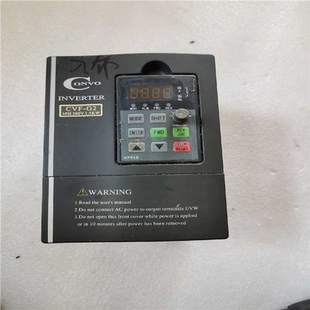 CONVO
INVERTER
CVF-G2
MODE
SHIFT
ENTER
FWD
RUN
⚠WARNING
1.Read the user's manual
2.Do not connect AC power to output terminals UVW
3.Do not open this front cover while power is applied
or in 10 minutes after power has been removed